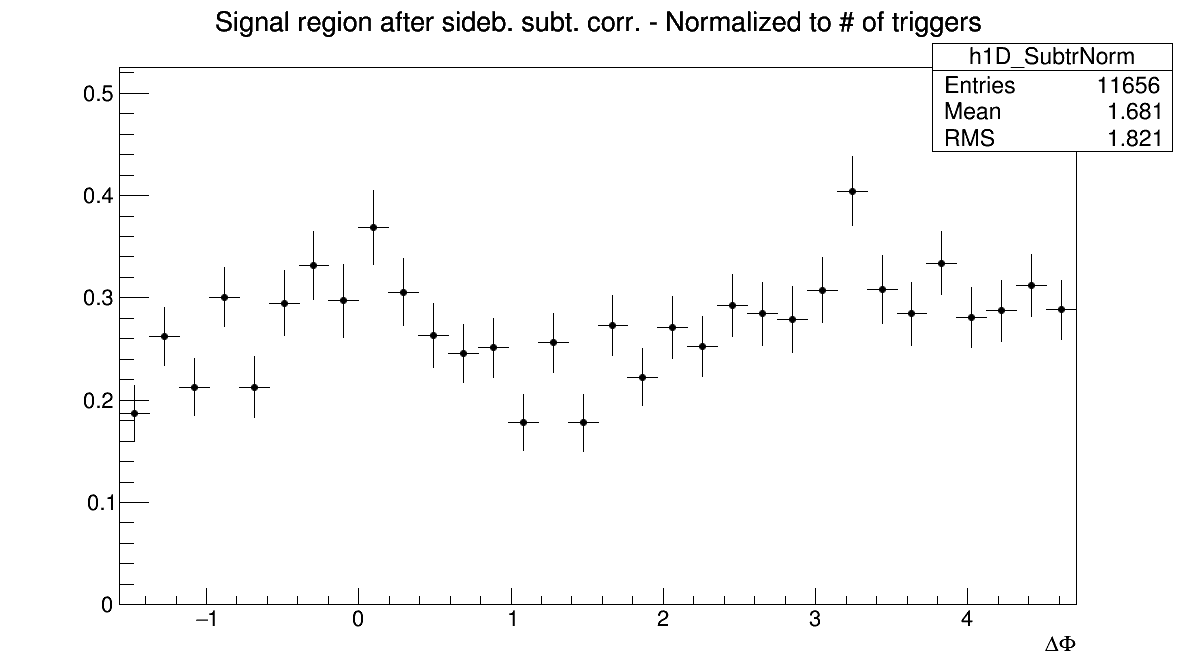 Signal region after sideb. subt. corr. - Normalized to # of triggers
h1D_SubtrNorm
Entries 11656
Mean 1.681
RMS 1.821
0.5
0.4
0.3
0.2
0.1
0
−1 0 1 2 3 4
ΔΦ